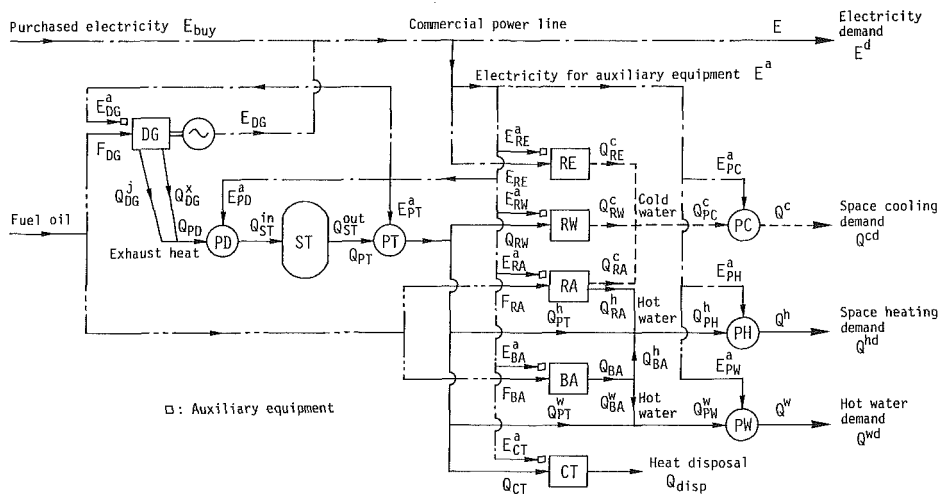 Purchased electricity E_buy
Commercial power line
E
Electricity demand E^d
Electricity for auxiliary equipment E^a
E^a_DG
DG
E_DG
F_DG
Q^j_DG
Q^x_DG
Q_PD
Exhaust heat
Fuel oil
E^a_PD
PD
Q^in_ST
ST
Q^out_ST
Q_PT
E^a_PT
PT
E^a_RE
RE
Q^c_RE
E_RE
E^a_RW
RW
Q^c_RW
Q_RW
Cold water
E^a_RA
RA
Q^c_RA
F_RA
Q^h_RA
Q^h_PT
Hot water
E^a_BA
BA
Q_BA
Q^h_BA
F_BA
Q^w_PT
Q^w_BA
Hot water
E^a_CT
CT
Q_CT
Heat disposal
Q_disp
E^a_PC
Q^c_PC
PC
Q^c
Space cooling demand Q^cd
E^a_PH
Q^h_PH
PH
Q^h
Space heating demand Q^hd
E^a_PW
Q^w_PW
PW
Q^w
Hot water demand Q^wd
□: Auxiliary equipment